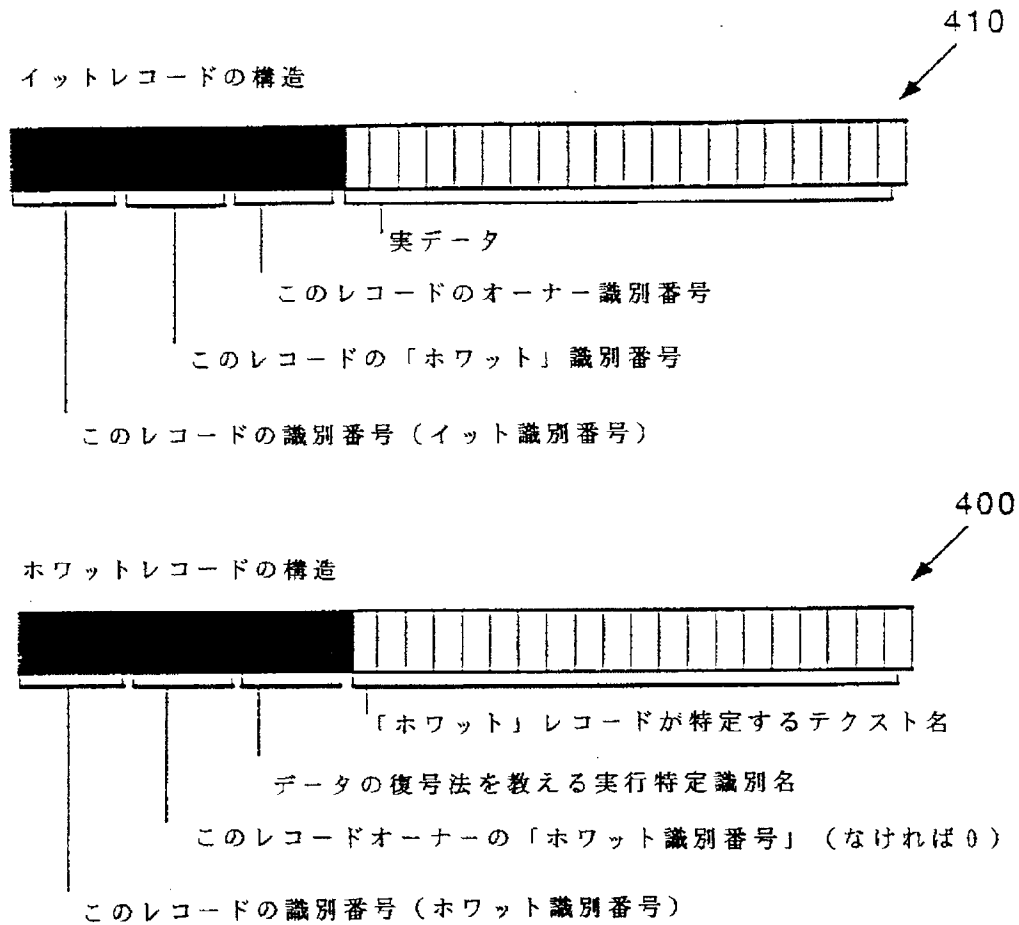 410
イットレコードの構造
実データ
このレコードのオーナー識別番号
このレコードの「ホワット」識別番号
このレコードの識別番号（イット識別番号）
400
ホワットレコードの構造
「ホワット」レコードが特定するテクスト名
データの復号法を教える実行特定識別名
このレコードオーナーの「ホワット識別番号」（なければ0）
このレコードの識別番号（ホワット識別番号）